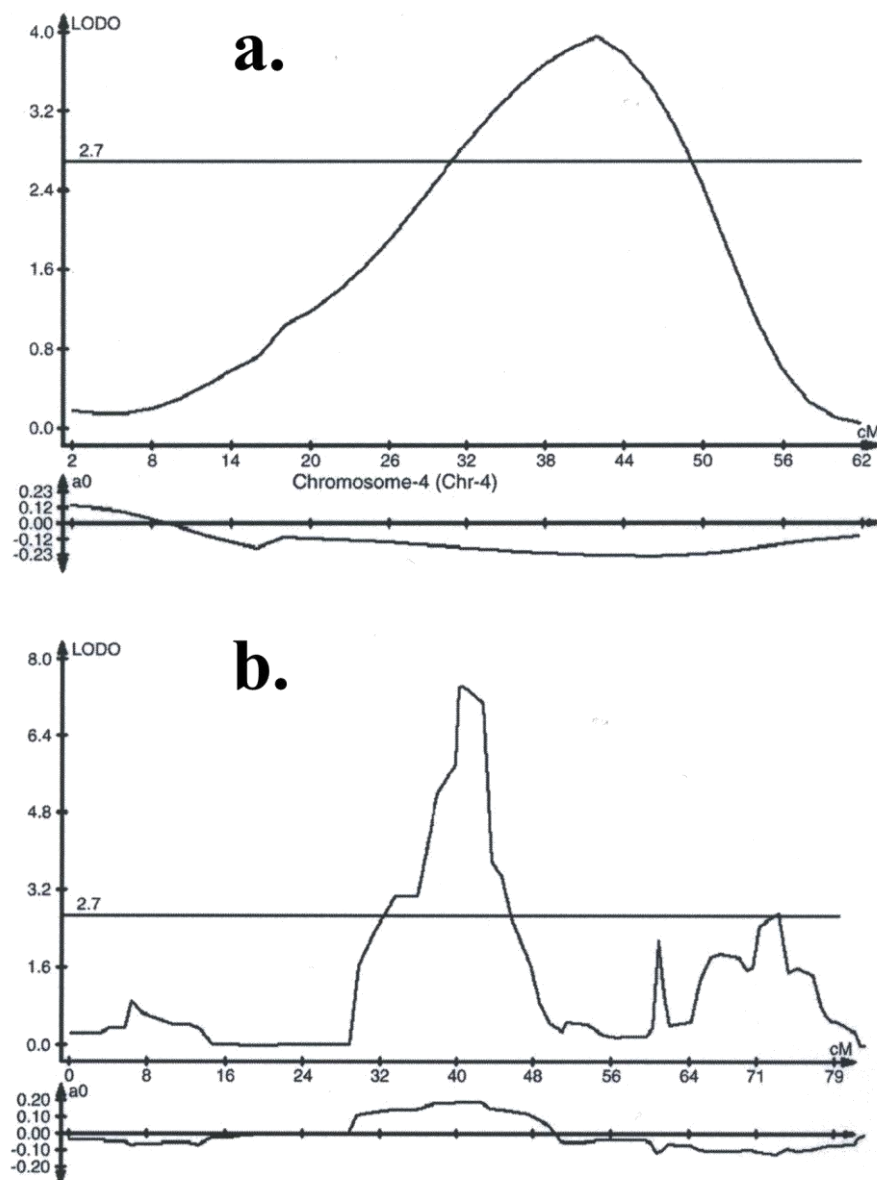 LODO
a.
4.0
3.2
2.7
2.4
1.6
0.8
0.0
cM
2 8 14 20 26 32 38 44 50 56 62
Chromosome-4 (Chr-4)
a0
0.23
0.12
0.00
-0.12
-0.23
LODO
b.
8.0
6.4
4.8
3.2
2.7
1.6
0.0
cM
0 8 16 24 32 40 48 56 64 71 79
a0
0.20
0.10
0.00
-0.10
-0.20